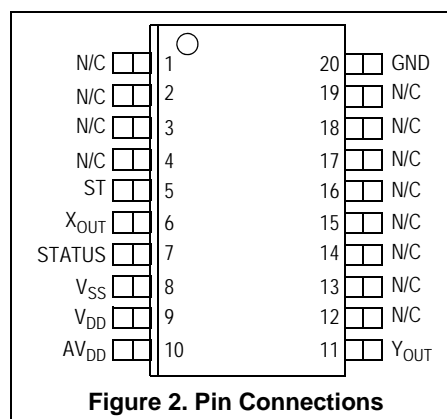 N/C 1 20 GND
N/C 2 19 N/C
N/C 3 18 N/C
N/C 4 17 N/C
ST 5 16 N/C
XOUT 6 15 N/C
STATUS 7 14 N/C
VSS 8 13 N/C
VDD 9 12 N/C
AVDD 10 11 YOUT
Figure 2. Pin Connections